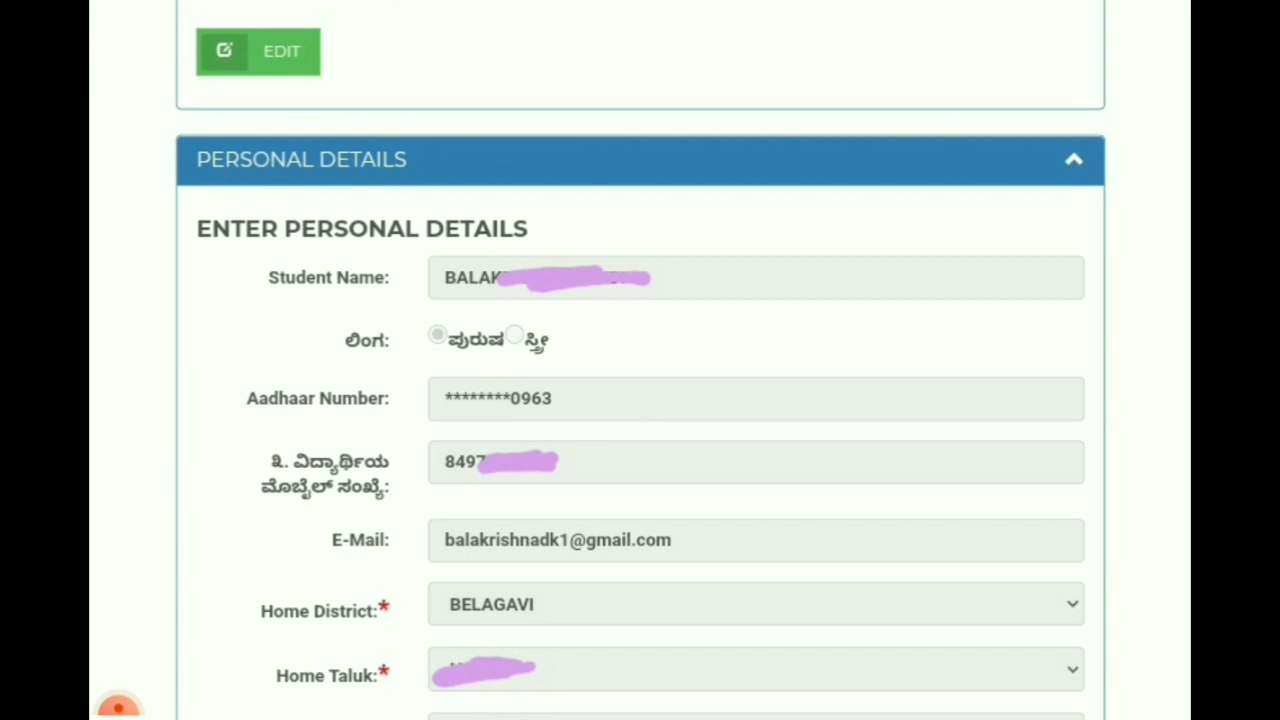 EDIT
PERSONAL DETAILS
ENTER PERSONAL DETAILS
Student Name:
ಲಿಂಗ: ಪುರುಷ ಸ್ತ್ರೀ
Aadhaar Number: ********0963
೩. ವಿದ್ಯಾರ್ಥಿಯ ಮೊಬೈಲ್ ಸಂಖ್ಯೆ: 8497
E-Mail: balakrishnadk1@gmail.com
Home District:* BELAGAVI
Home Taluk:*